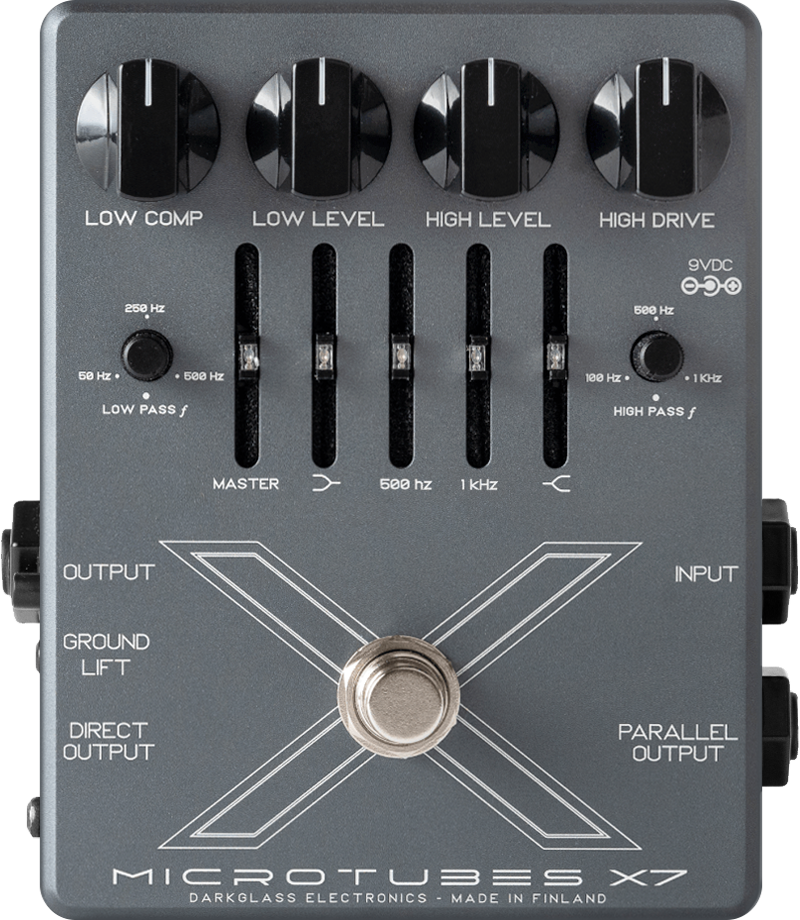 LOW COMP
LOW LEVEL
HIGH LEVEL
HIGH DRIVE
9VDC
250 Hz
50 Hz
500 Hz
LOW PASS ƒ
500 Hz
100 Hz
1 KHz
HIGH PASS ƒ
MASTER
500 hz
1 KHz
OUTPUT
INPUT
GROUND
LIFT
DIRECT
OUTPUT
PARALLEL
OUTPUT
MICROTUBES X7
DARKGLASS ELECTRONICS - MADE IN FINLAND